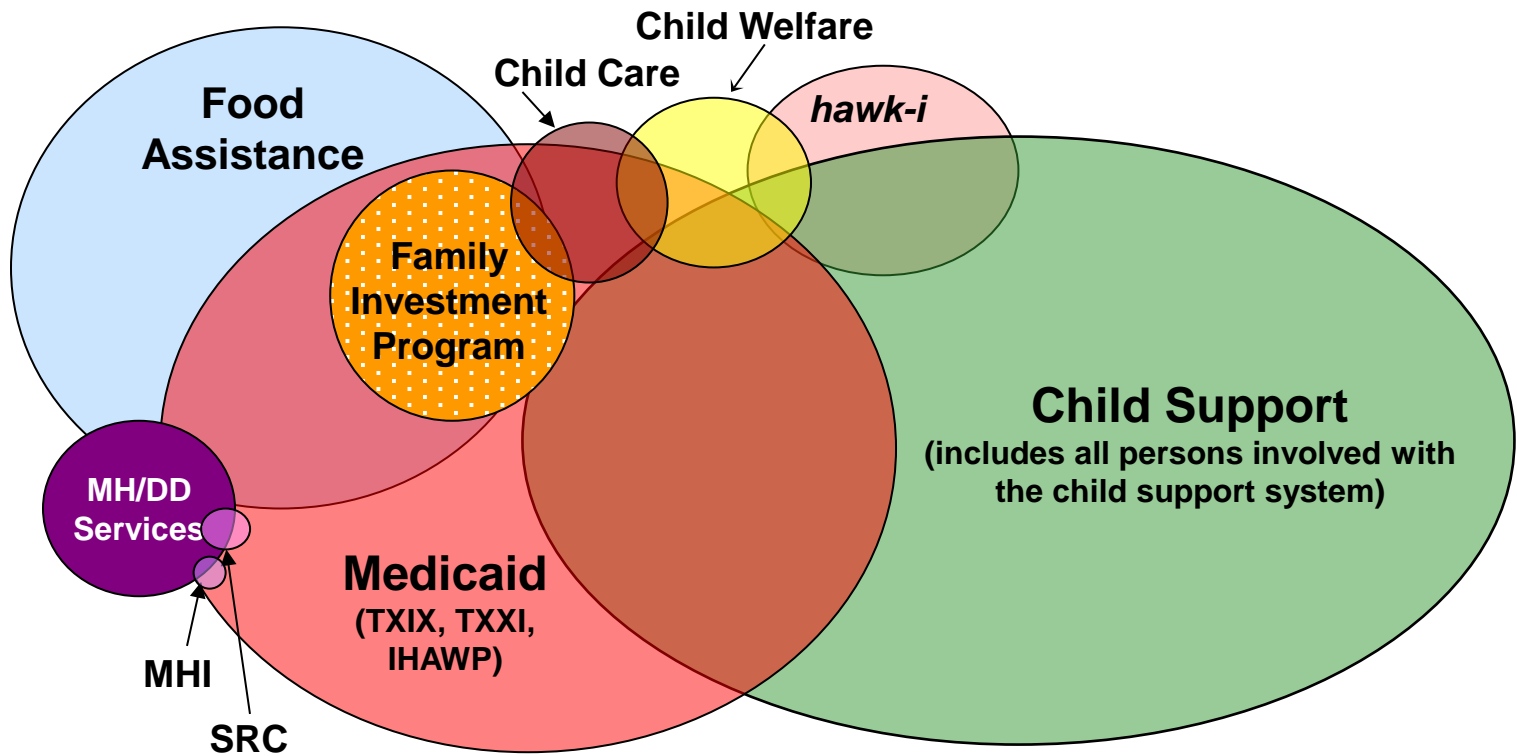 Child Welfare
Child Care
Food
Assistance
hawk-i
Family
Investment
Program
Child Support
(includes all persons involved with
the child support system)
MH/DD
Services
Medicaid
(TXIX, TXXI,
IHAWP)
MHI
SRC